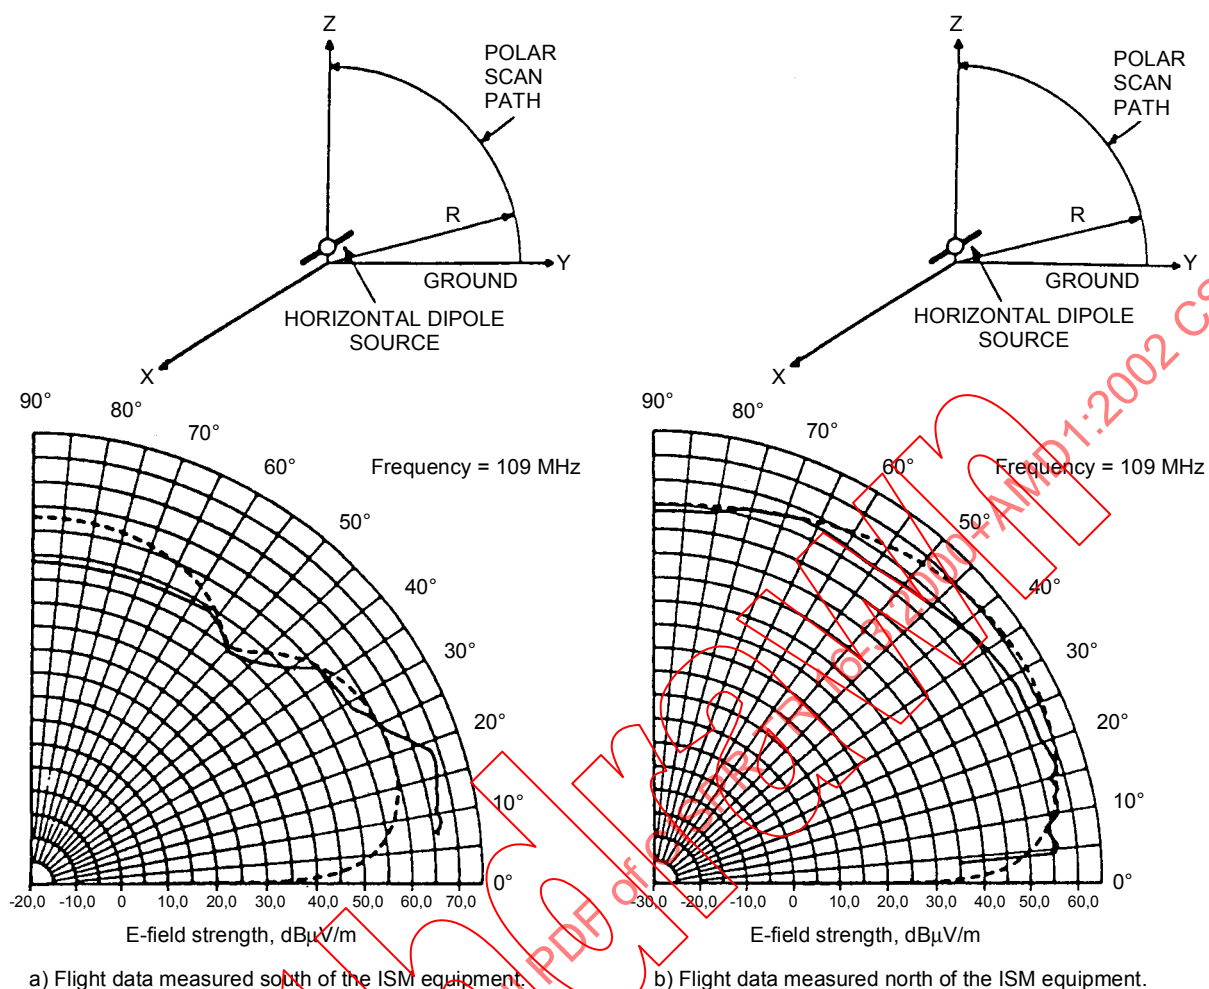 Z
POLAR
SCAN
PATH
R
Y
GROUND
HORIZONTAL DIPOLE
SOURCE
X
Z
POLAR
SCAN
PATH
R
Y
GROUND
HORIZONTAL DIPOLE
SOURCE
X
90°
80°
70°
60°
Frequency = 109 MHz
50°
40°
30°
20°
10°
0°
-20,0 -10,0 0 10,0 20,0 30,0 40,0 50,0 60,0 70,0
E-field strength, dBµV/m
a) Flight data measured south of the ISM equipment.
90°
80°
70°
60°
Frequency = 109 MHz
50°
40°
30°
20°
10°
0°
-30,0 -20,0 -10,0 0 10,0 20,0 30,0 40,0 50,0 60,0
E-field strength, dBµV/m
b) Flight data measured north of the ISM equipment.
PDF of CISPR TR 16-3:2000+AMD1:2002